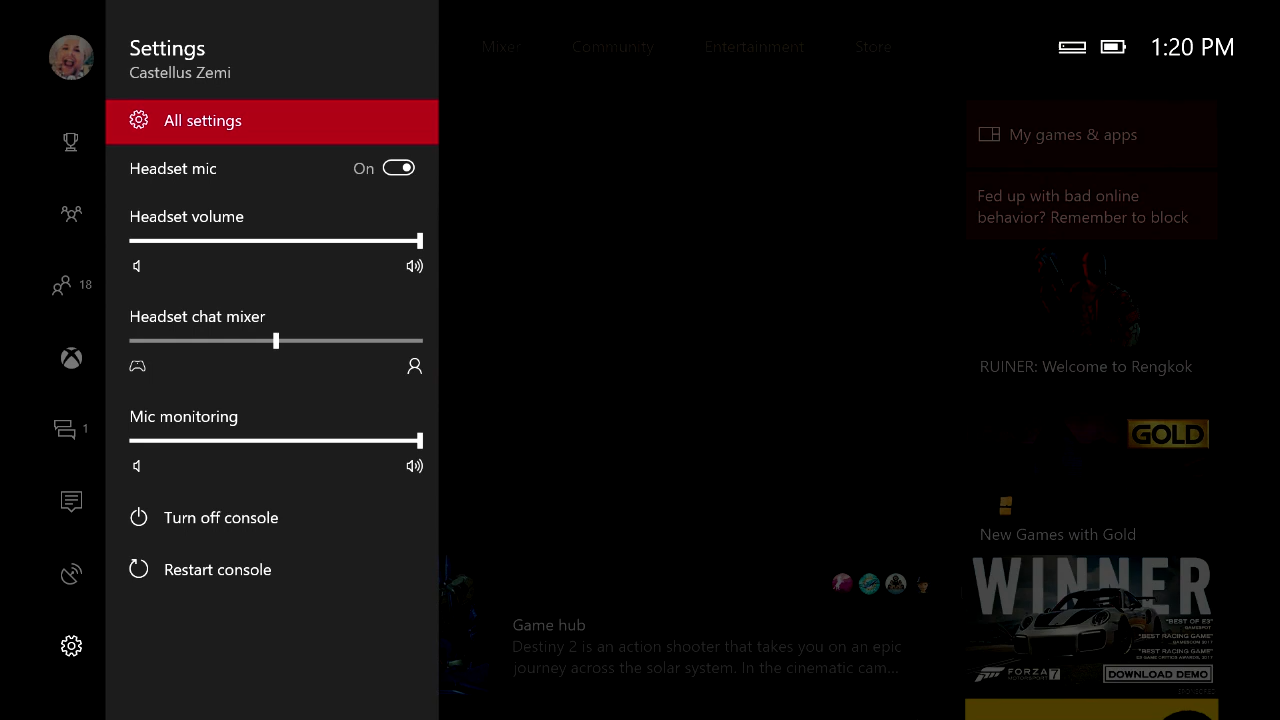 Settings
Castellus Zemi
All settings
Headset mic
On
Headset volume
Headset chat mixer
Mic monitoring
Turn off console
Restart console
18
1
Mixer
Community
Entertainment
Store
1:20 PM
My games & apps
Fed up with bad online
behavior? Remember to block
RUINER: Welcome to Rengkok
GOLD
New Games with Gold
WINNER
"BEST OF E3"
"BEST RACING GAME"
"BEST RACING GAME"
FORZA
MOTORSPORT 7
DOWNLOAD DEMO
Game hub
Destiny 2 is an action shooter that takes you on an epic
journey across the solar system. In the cinematic cam...